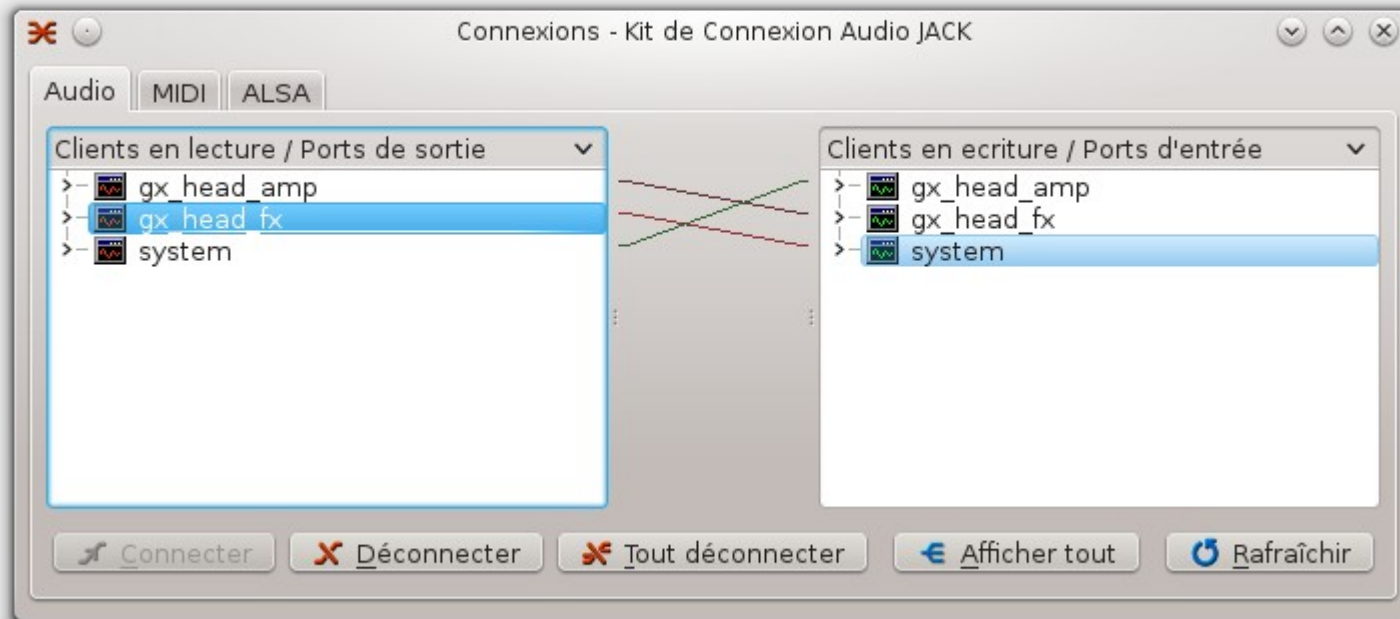 Connexions - Kit de Connexion Audio JACK
Audio MIDI ALSA
Clients en lecture / Ports de sortie
gx_head_amp
gx_head_fx
system
Clients en ecriture / Ports d'entrée
gx_head_amp
gx_head_fx
system
Connecter Déconnecter Tout déconnecter Afficher tout Rafraîchir